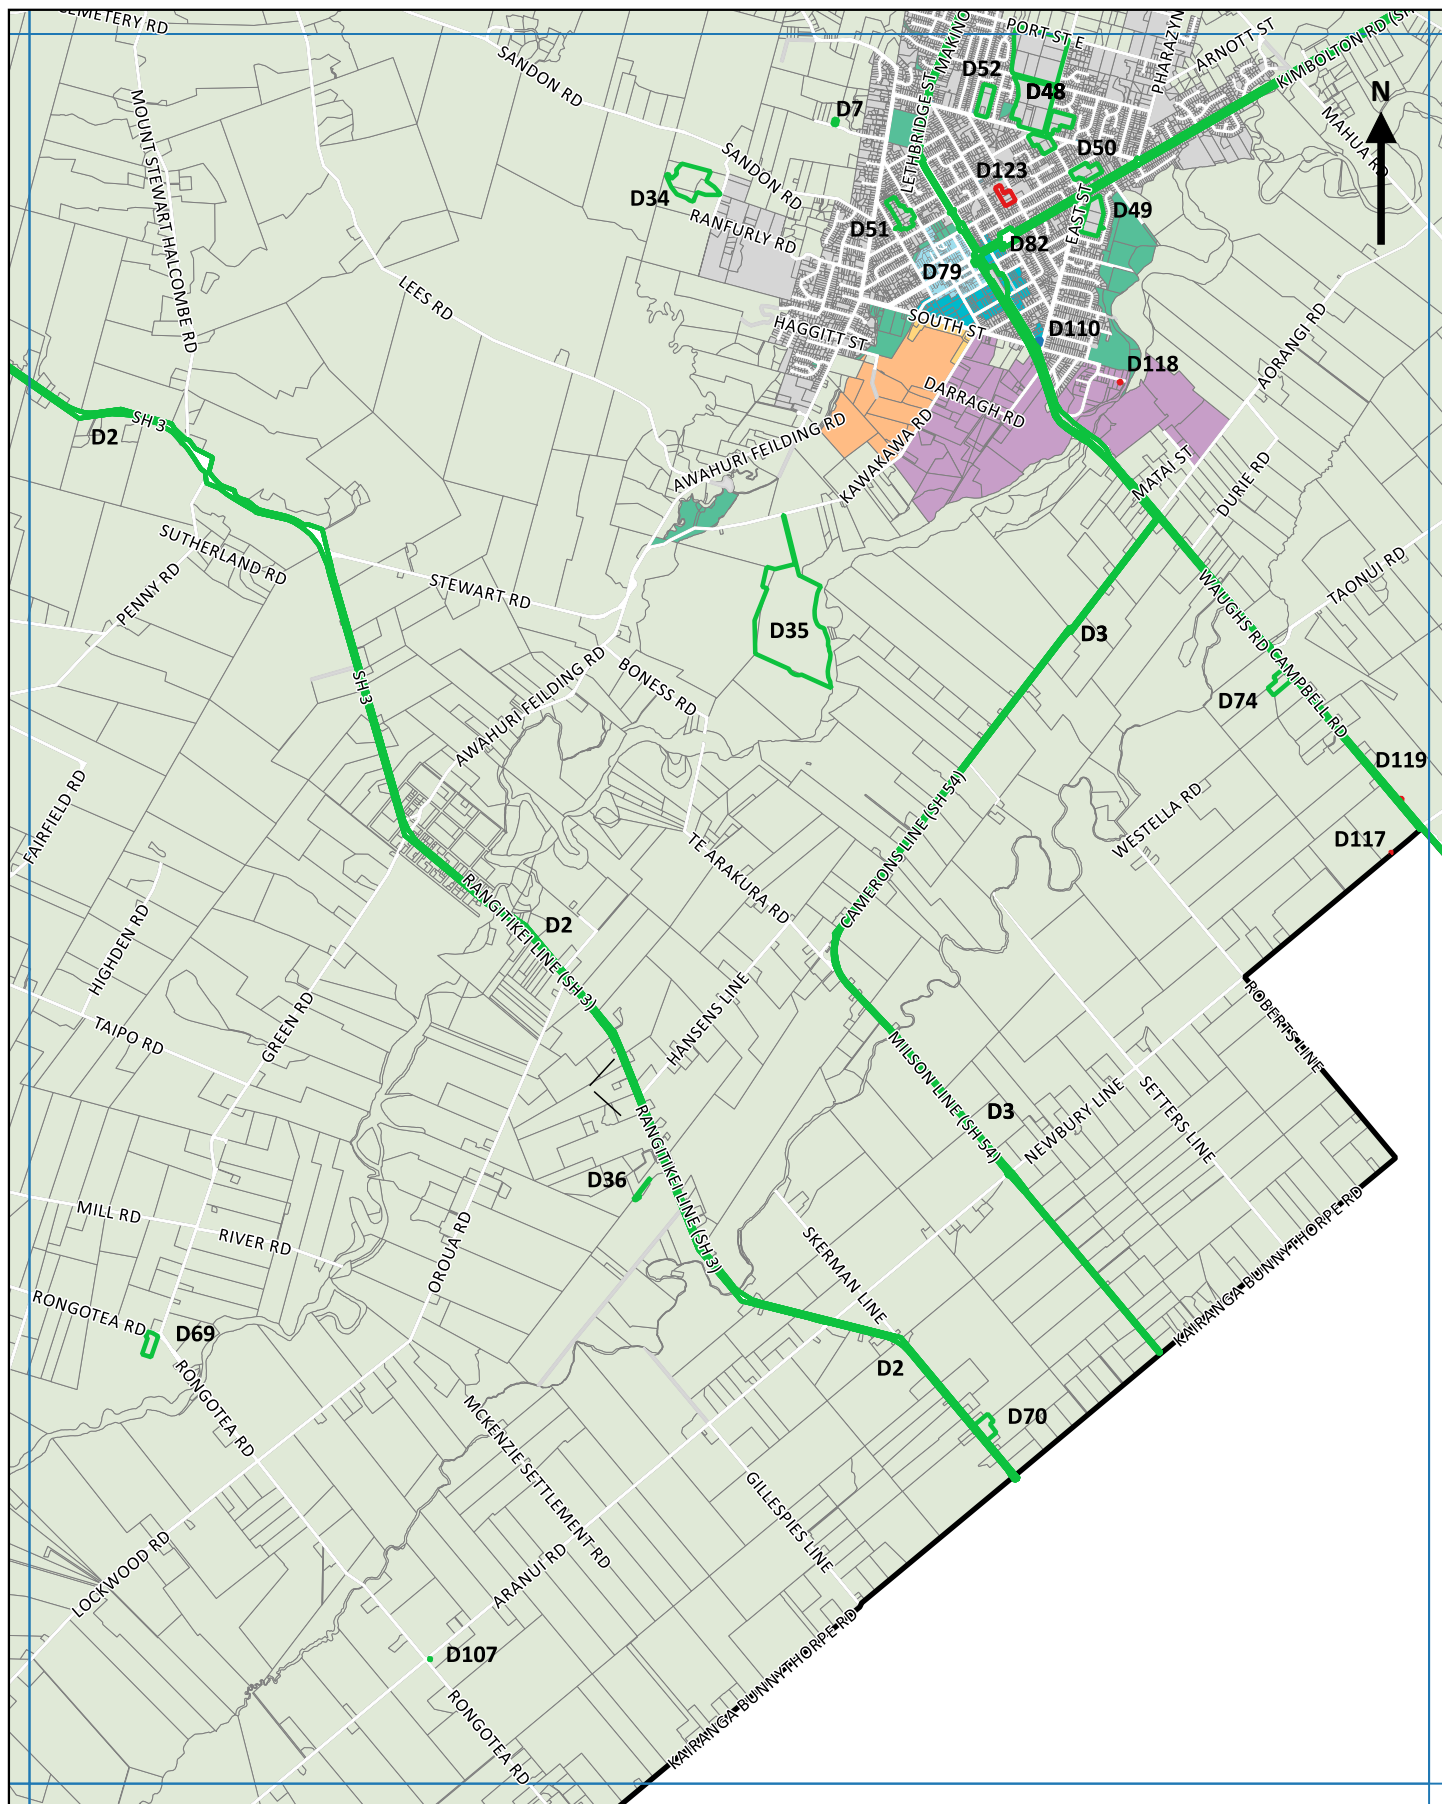 CEMETERY RD
SANDON RD
PORT ST E
MAKINO
PHARAZYN
ARNOTT ST
KIMBOLTON RD (SH
MAHUA RD
N
D52
D48
D7
D50
LETHBRIDGE ST
MOUNT STEWART HALCOMBE RD
SANDON RD
D123
D34
RANFURLY RD
D51
EAST ST
D49
D82
D79
LEES RD
SOUTH ST
HAGGITT ST
D110
D118
AORANGI RD
DARRAGH RD
SH 3
D2
AWAHURI FEILDING RD
KAWAKAWA RD
MATAI ST
DURIE RD
SUTHERLAND RD
PENNY RD
STEWART RD
TAONUI RD
WAUGHS RD
D35
D3
SH 3
AWAHURI FEILDING RD
BONESS RD
CAMPBELL RD
D74
D119
FAIRFIELD RD
CAMERONS LINE (SH 54)
WESTELLA RD
D117
TE ARAKURA RD
RANGITIKEI LINE (SH 3)
D2
HIGHDEN RD
HANSENS LINE
ROBERTS LINE
GREEN RD
TAIPO RD
MILSON LINE (SH 54)
D3
NEWBURY LINE
SETTERS LINE
RANGITIKEI LINE (SH 3)
D36
MILL RD
RIVER RD
OROUA RD
SKERMAN LINE
KAIRANGA BUNNYTHORPE RD
RONGOTEA RD
D69
D2
RONGOTEA RD
MCKENZIE SETTLEMENT RD
D70
GILLESPIES LINE
LOCKWOOD RD
ARANUI RD
D107
KAIRANGA BUNNYTHORPE RD
RONGOTEA RD